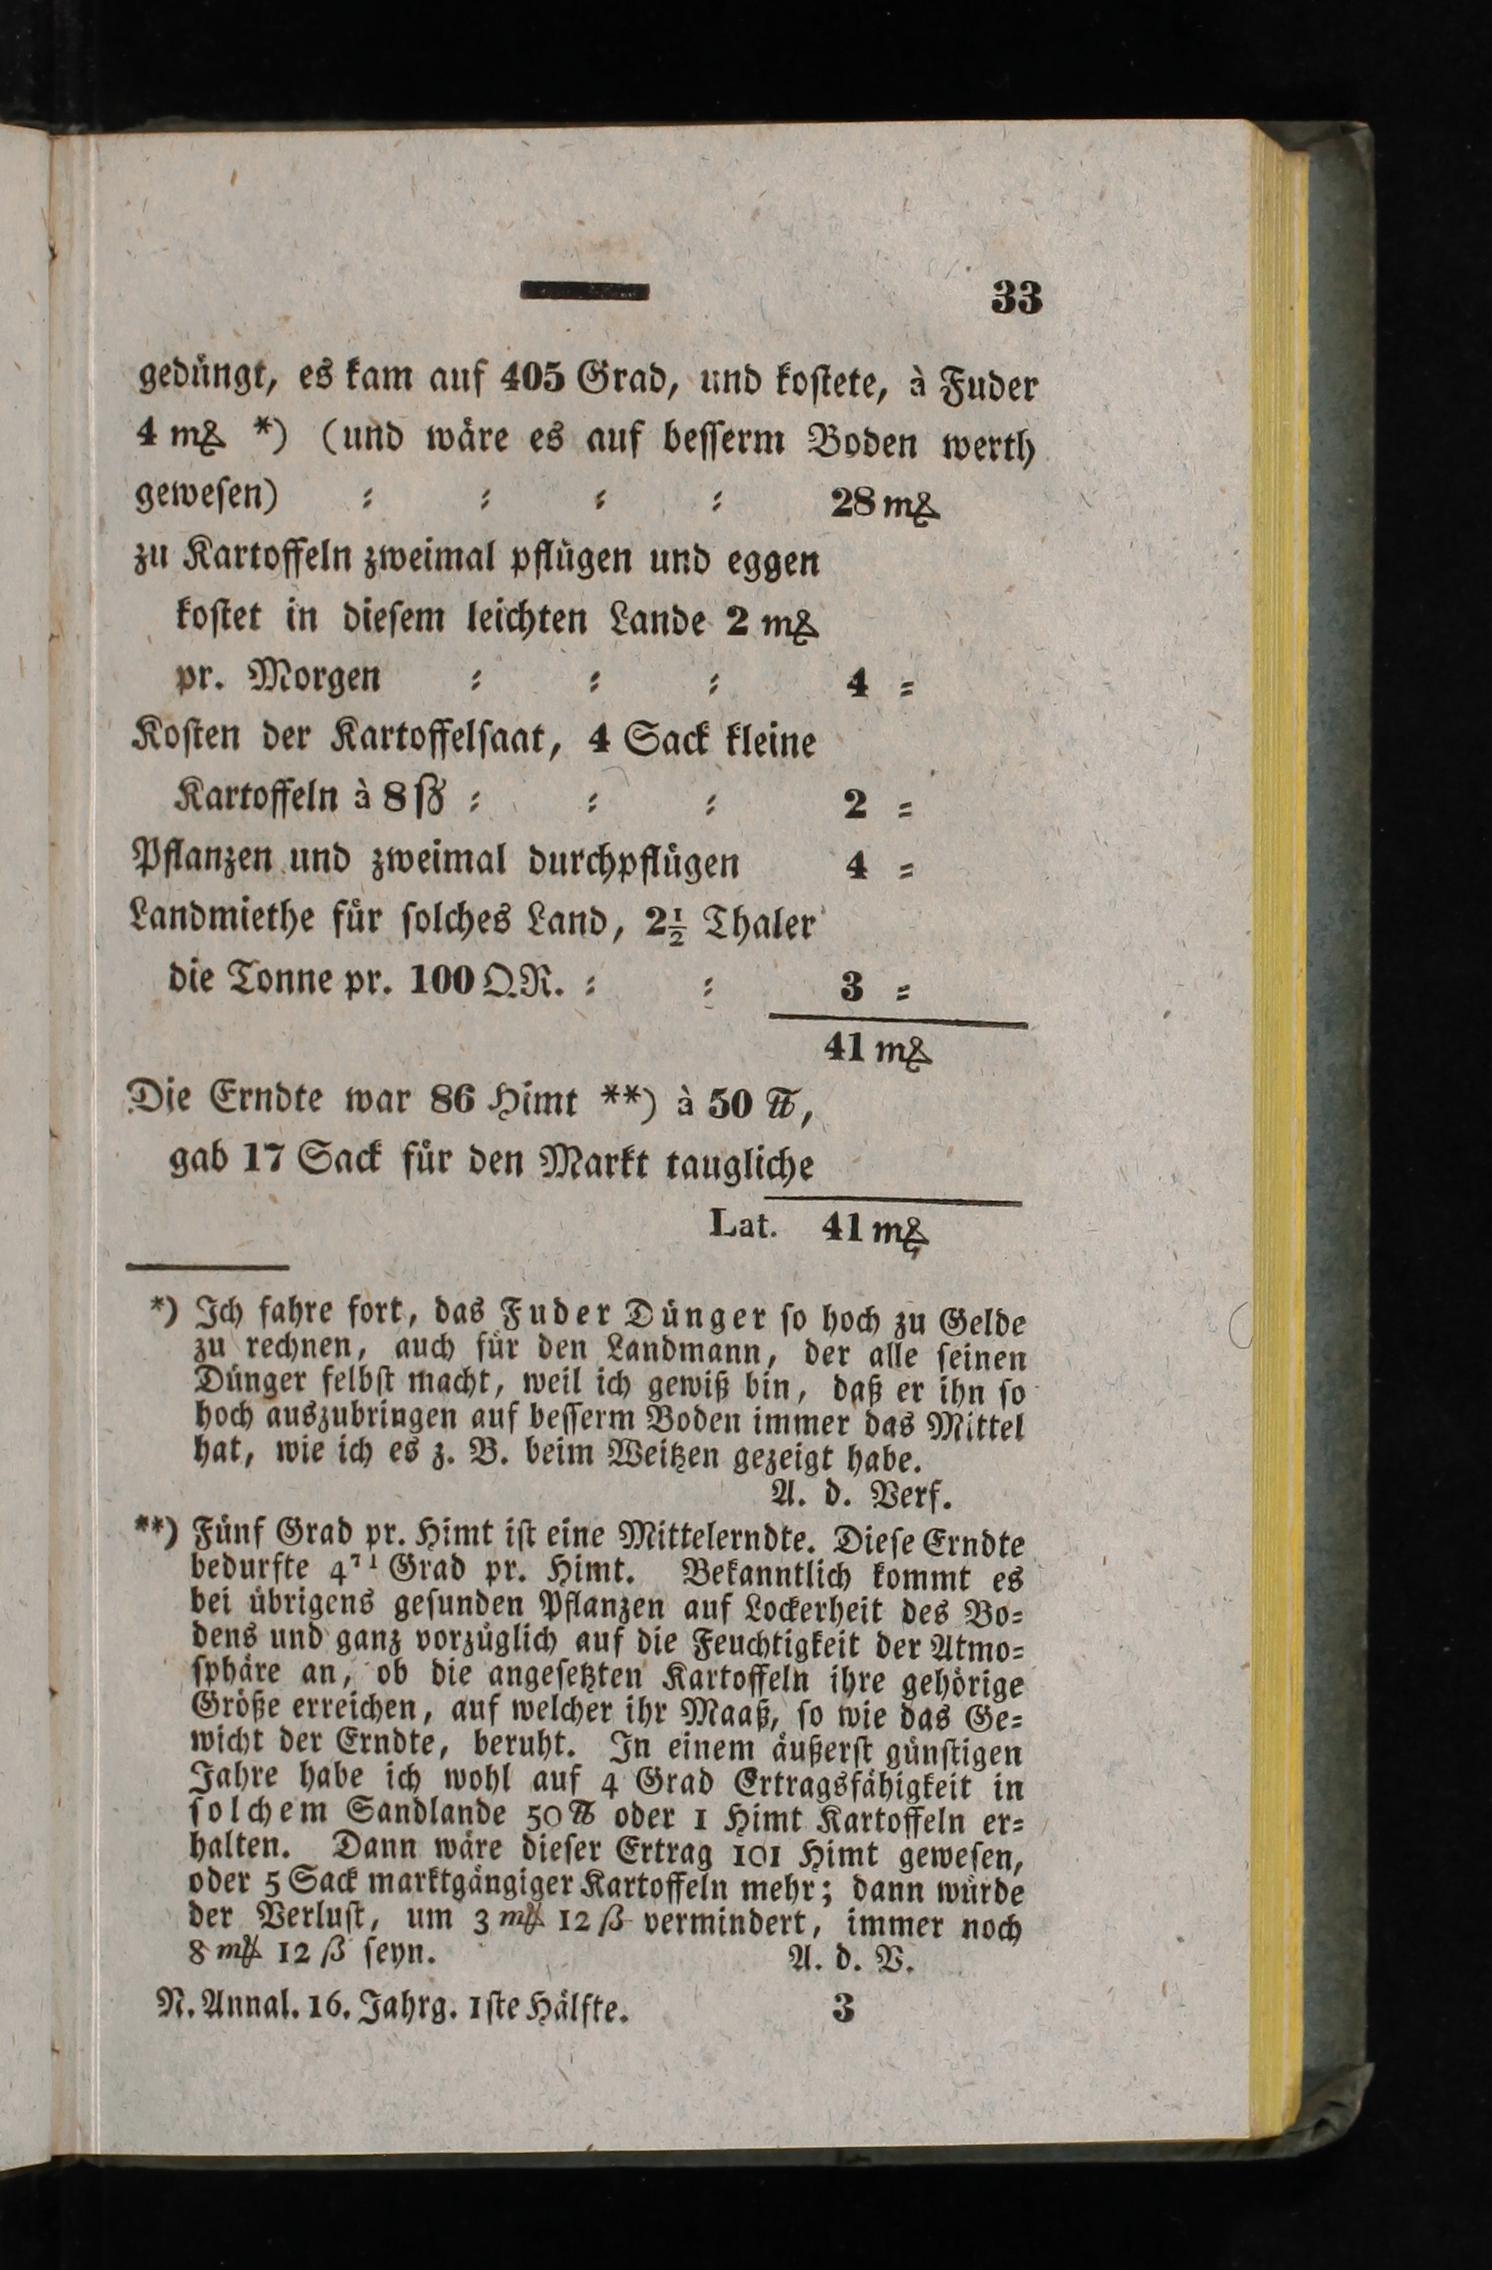 33
gedüngt, es kam auf 405 Grad, und kostete, à Fuder
4 m₰ *) (und wäre es auf besserm Boden werth
gewesen) = = = = 28 m₰
zu Kartoffeln zweimal pflügen und eggen
kostet in diesem leichten Lande 2 m₰
pr. Morgen = = = 4 =
Kosten der Kartoffelsaat, 4 Sack kleine
Kartoffeln à 8 ß = = = 2 =
Pflanzen und zweimal durchpflügen 4 =
Landmiethe für solches Land, 2½ Thaler
die Tonne pr. 100 Q.R. = = 3 =
41 m₰
Die Erndte war 86 Himt **) à 50 ℔,
gab 17 Sack für den Markt taugliche
Lat. 41 m₰
*) Ich fahre fort, das Fuder Dünger so hoch zu Gelde
zu rechnen, auch für den Landmann, der alle seinen
Dünger felbst macht, weil ich gewiß bin, daß er ihn so
hoch auszubringen auf besserm Boden immer das Mittel
hat, wie ich es z. B. beim Weitzen gezeigt habe.
A. d. Verf.
**) Fünf Grad pr. Himt ist eine Mittelerndte. Diese Erndte
bedurfte 4⁷¹ Grad pr. Himt. Bekanntlich kommt es
bei übrigens gesunden Pflanzen auf Lockerheit des Bo=
dens und ganz vorzüglich auf die Feuchtigkeit der Atmo=
sphäre an, ob die angesetzten Kartoffeln ihre gehörige
Größe erreichen, auf welcher ihr Maaß, so wie das Ge=
wicht der Erndte, beruht. In einem äußerst günstigen
Jahre habe ich wohl auf 4 Grad Ertragsfähigkeit in
solchem Sandlande 50 ℔ oder 1 Himt Kartoffeln er=
halten. Dann wäre dieser Ertrag 101 Himt gewesen,
oder 5 Sack marktgängiger Kartoffeln mehr; dann würde
der Verlust, um 3 m₰ 12 ß vermindert, immer noch
8 m₰ 12 ß seyn. A. d. V.
N. Annal. 16. Jahrg. 1ste Hälfte. 3